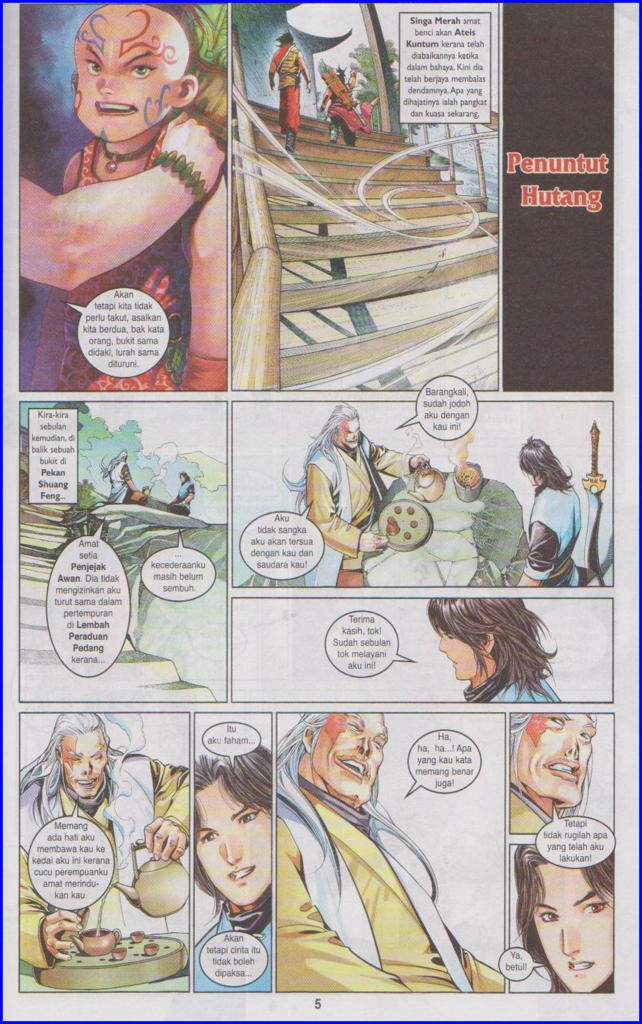 Akan
tetapi kita tidak
perlu takut, asalkan
kita berdua, bak kata
orang, bukit sama
didaki, lurah sama
dituruni.
Singa Merah amat
benci akan Ateis
Kuntum kerana telah
diabaikannya ketika
dalam bahaya. Kini dia
telah berjaya membalas
dendamnya. Apa yang
dihajatinya ialah pangkat
dan kuasa sekarang.
Penuntut
Hutang
Kira-kira
sebulan
kemudian, di
balik sebuah
bukit di
Pekan
Shuang
Feng..
Amat
setia
Penjejak
Awan. Dia tidak
mengizinkan aku
turut sama dalam
pertempuran
di Lembah
Peraduan
Pedang
kerana...
...
kecederaanku
masih belum
sembuh.
Barangkali,
sudah jodoh
aku dengan
kau ini!
Aku
tidak sangka
aku akan tersua
dengan kau dan
saudara kau!
Terima
kasih, tok!
Sudah sebulan
tok melayani
aku ini!
Memang
ada hati aku
membawa kau ke
kedai aku ini kerana
cucu perempuanku
amat merindu-
kan kau.
Itu
aku faham...
Akan
tetapi cinta itu
tidak boleh
dipaksa...
Ha,
ha, ha...! Apa
yang kau kata
memang benar
juga!
Tetapi
tidak rugilah apa
yang telah aku
lakukan!
Ya,
betul!
5